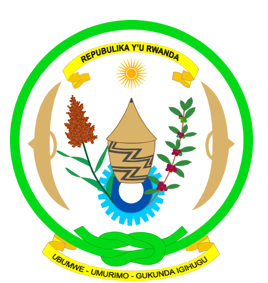 REPUBULIKA Y'U RWANDA
UBUMWE - UMURIMO - GUKUNDA IGIHUGU